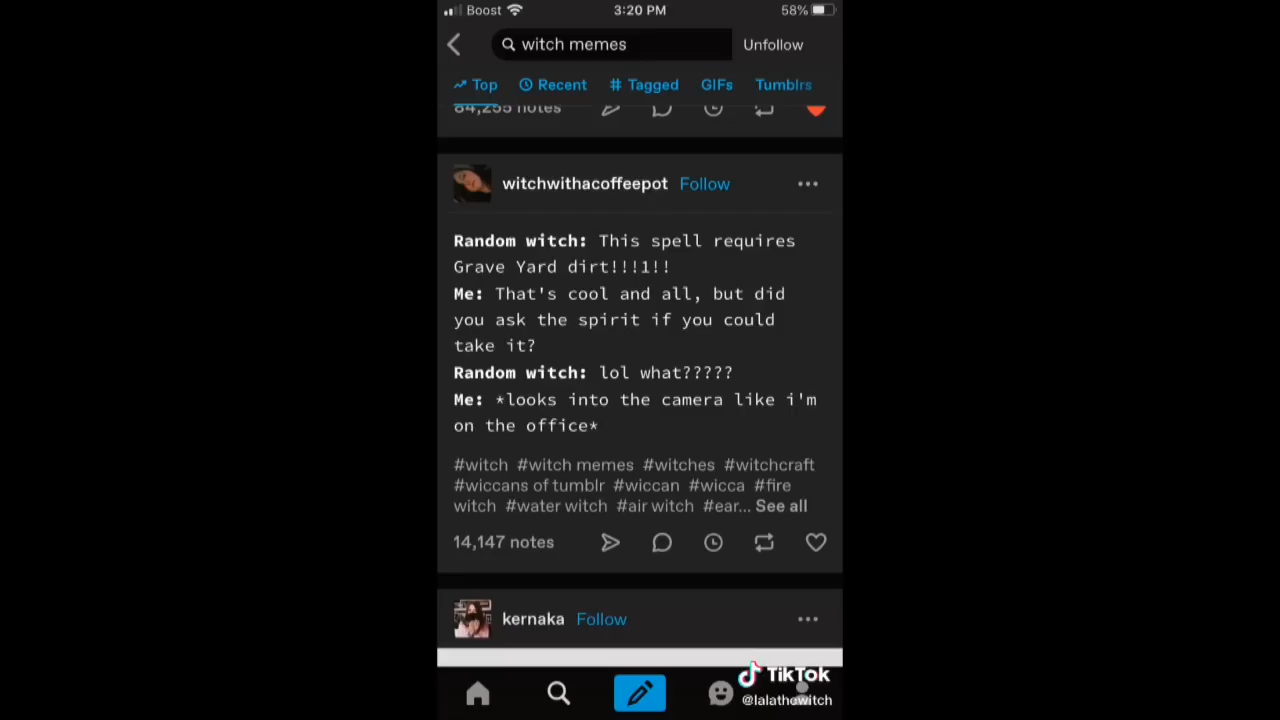 Boost 3:20 PM 58%
witch memes Unfollow
Top Recent # Tagged GIFs Tumblrs
84,255 notes
witchwithacoffeepot Follow
Random witch: This spell requires
Grave Yard dirt!!!1!!
Me: That's cool and all, but did
you ask the spirit if you could
take it?
Random witch: lol what?????
Me: *looks into the camera like i'm
on the office*
#witch #witch memes #witches #witchcraft
#wiccans of tumblr #wiccan #wicca #fire
witch #water witch #air witch #ear... See all
14,147 notes
kernaka Follow
TikTok
@lalathewitch